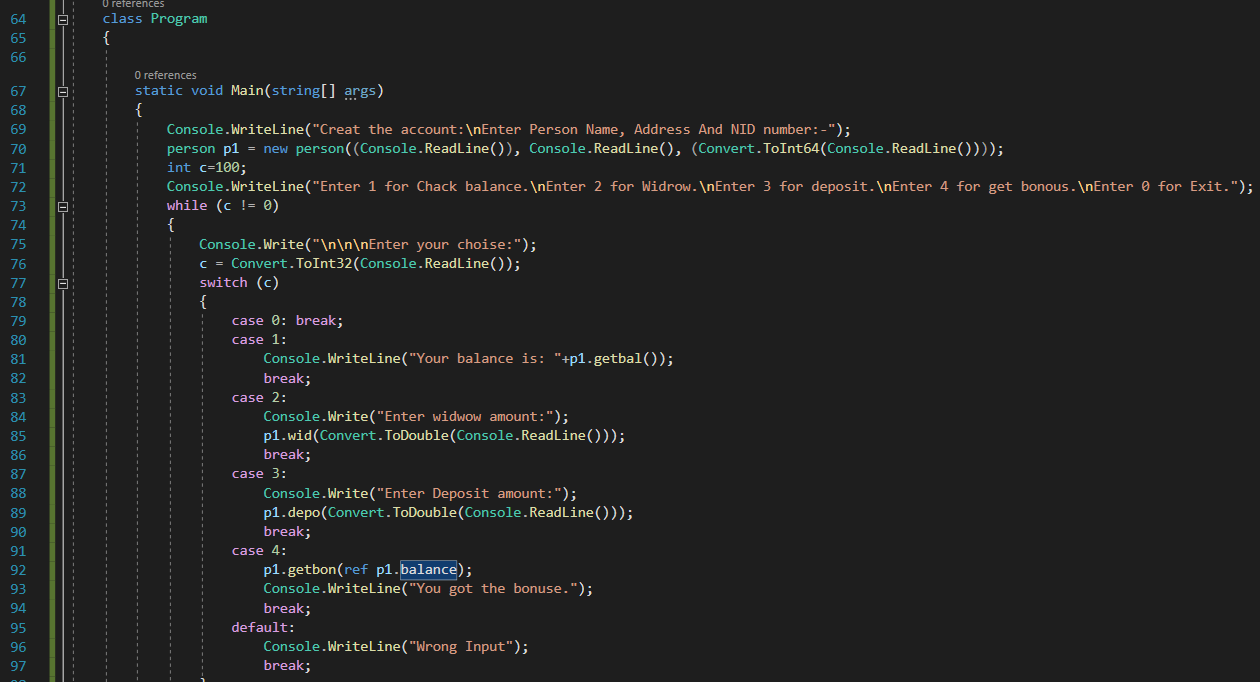 0 references
64 class Program
65 {
66
0 references
67 static void Main(string[] args)
68 {
69 Console.WriteLine("Creat the account:\nEnter Person Name, Address And NID number:-");
70 person p1 = new person((Console.ReadLine()), Console.ReadLine(), (Convert.ToInt64(Console.ReadLine())));
71 int c=100;
72 Console.WriteLine("Enter 1 for Chack balance.\nEnter 2 for Widrow.\nEnter 3 for deposit.\nEnter 4 for get bonous.\nEnter 0 for Exit.");
73 while (c != 0)
74 {
75 Console.Write("\n\n\nEnter your choise:");
76 c = Convert.ToInt32(Console.ReadLine());
77 switch (c)
78 {
79 case 0: break;
80 case 1:
81 Console.WriteLine("Your balance is: "+p1.getbal());
82 break;
83 case 2:
84 Console.Write("Enter widwow amount:");
85 p1.wid(Convert.ToDouble(Console.ReadLine()));
86 break;
87 case 3:
88 Console.Write("Enter Deposit amount:");
89 p1.depo(Convert.ToDouble(Console.ReadLine()));
90 break;
91 case 4:
92 p1.getbon(ref p1.balance);
93 Console.WriteLine("You got the bonuse.");
94 break;
95 default:
96 Console.WriteLine("Wrong Input");
97 break;